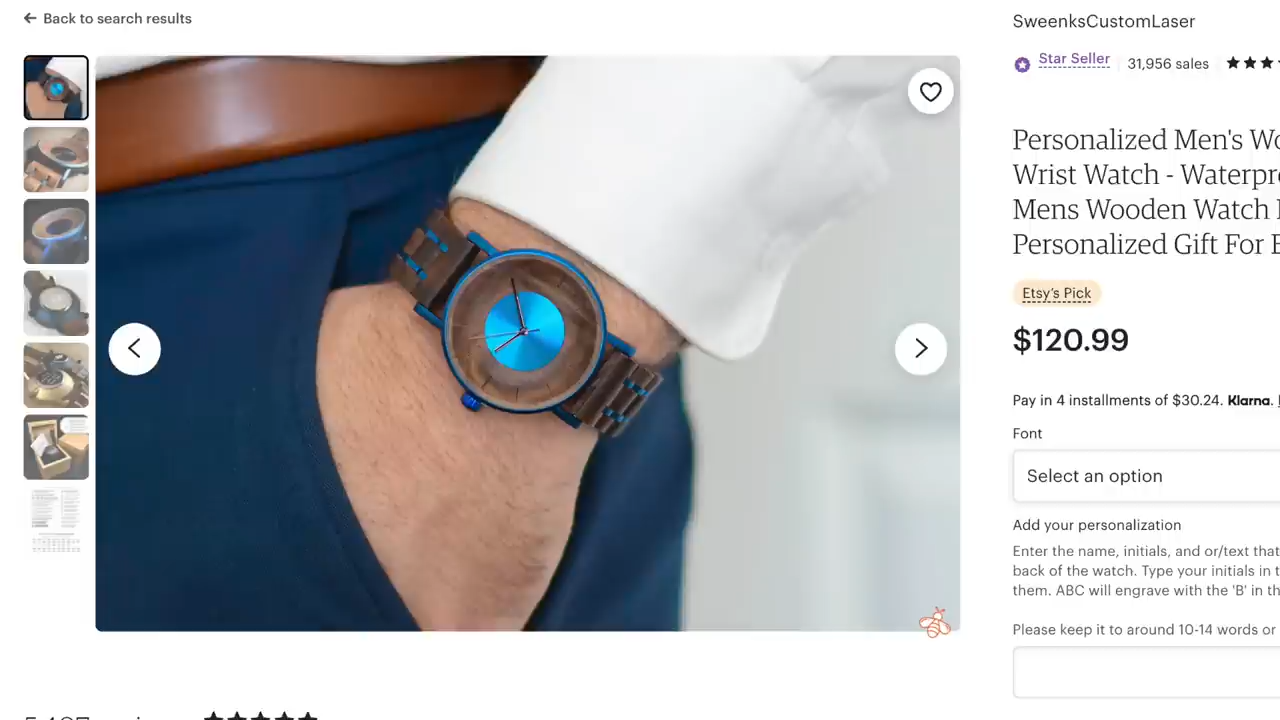 Back to search results
SweenksCustomLaser
Star Seller
31,956 sales
Personalized Men's
Wrist Watch -
Mens Wooden Watch
Personalized Gift For
Etsy's Pick
$120.99
Pay in 4 installments of $30.24. Klarna.
Font
Select an option
Add your personalization
Enter the name, initials, and or/text that
back of the watch. Type your initials in
them. ABC will engrave with the 'B' in
Please keep it to around 10-14 words or